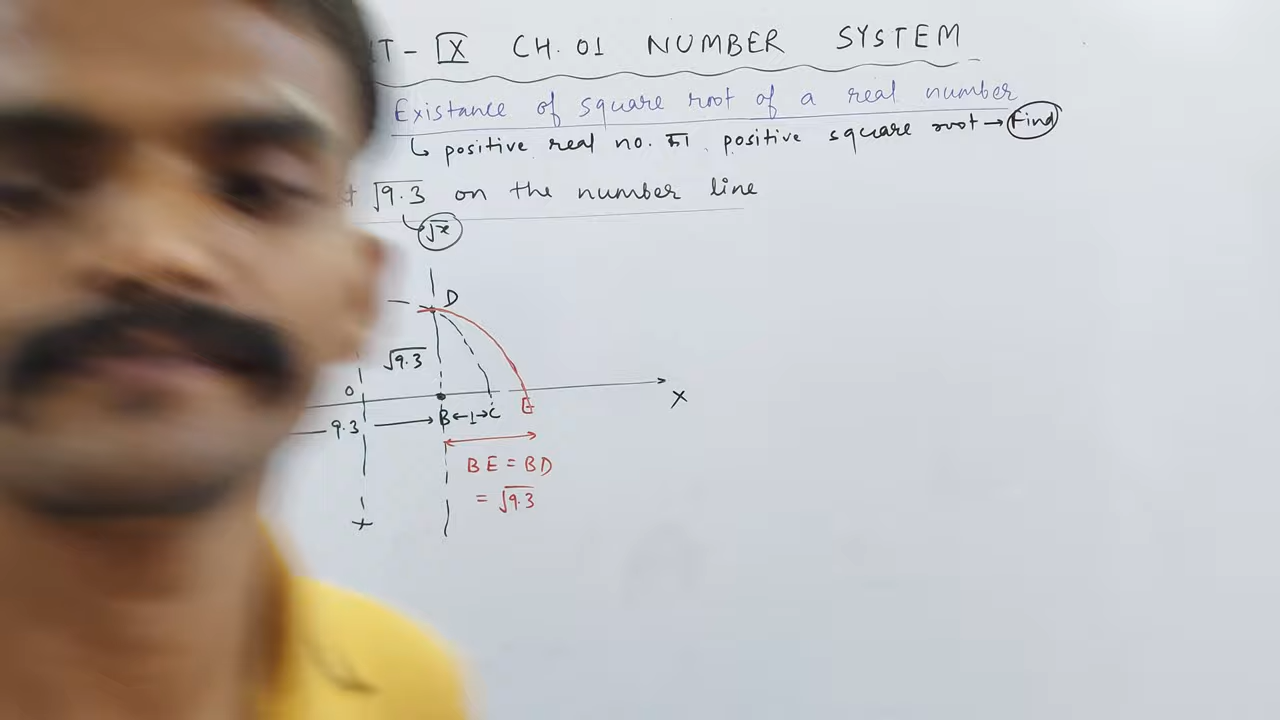 IX CH. 01 NUMBER SYSTEM
Existance of square root of a real number
↳ positive real no. का positive square root → Find
√9.3 on the number line
√x
D
√9.3
O
X
9.3 B ←1→ C E
BE = BD
= √9.3